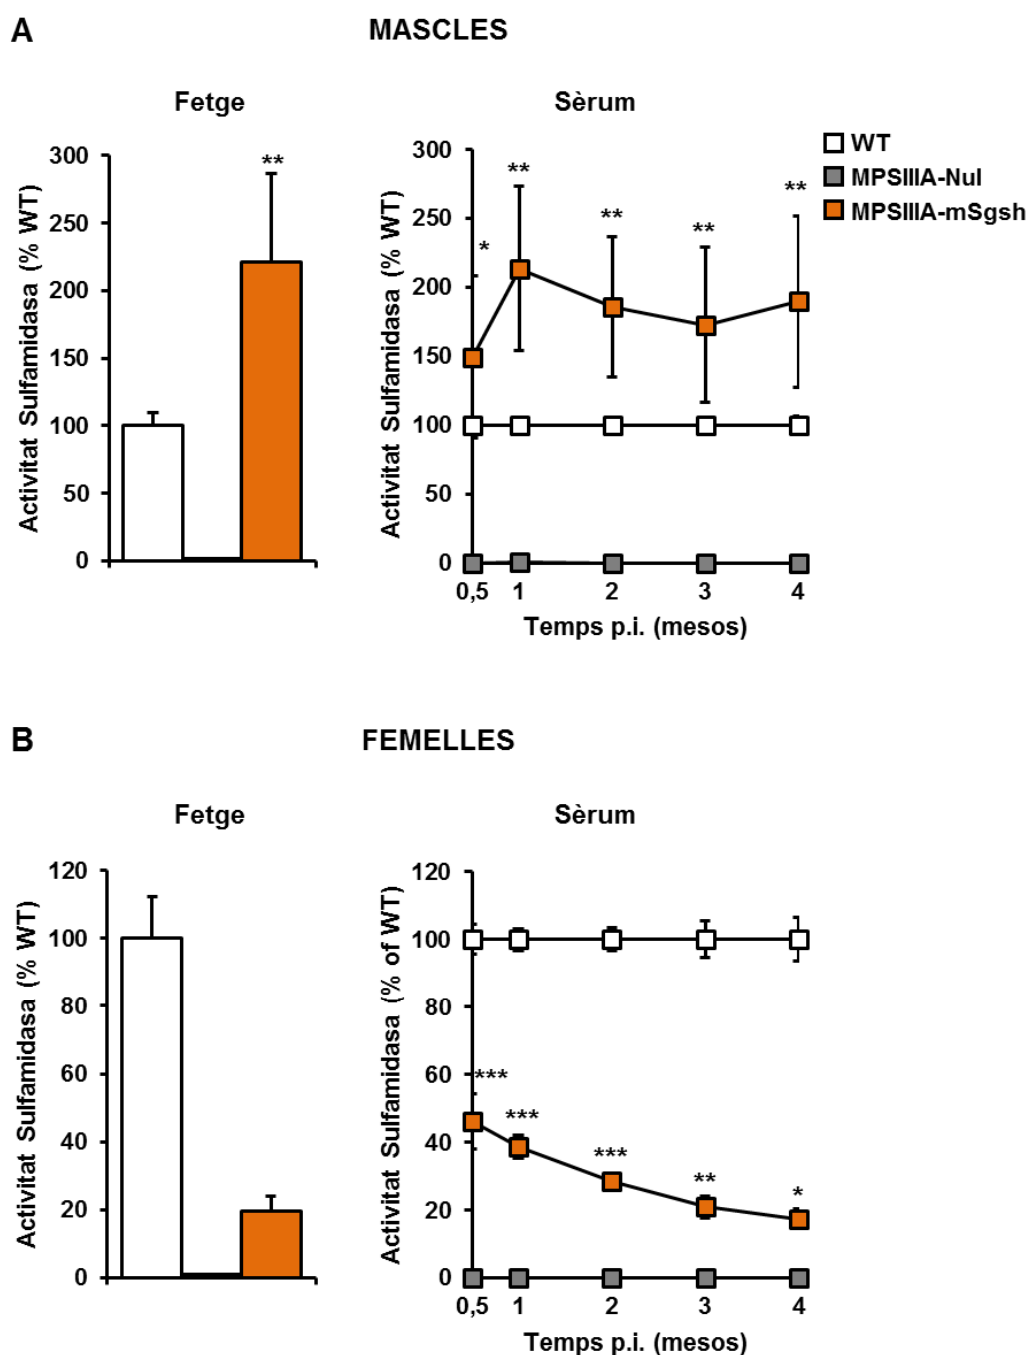 A
MASCLES
Fetge
Sèrum
WT
MPSIIIA-Nul
MPSIIIA-mSgsh
Activitat Sulfamidasa (% WT)
300
250
200
150
100
50
0
**
Activitat Sulfamidasa (% WT)
300
250
200
150
100
50
0
*
**
**
**
**
0,5 1 2 3 4
Temps p.i. (mesos)
B
FEMELLES
Fetge
Sèrum
Activitat Sulfamidasa (% WT)
120
100
80
60
40
20
0
Activitat Sulfamidasa (% of WT)
120
100
80
60
40
20
0
***
***
***
**
*
0,5 1 2 3 4
Temps p.i. (mesos)